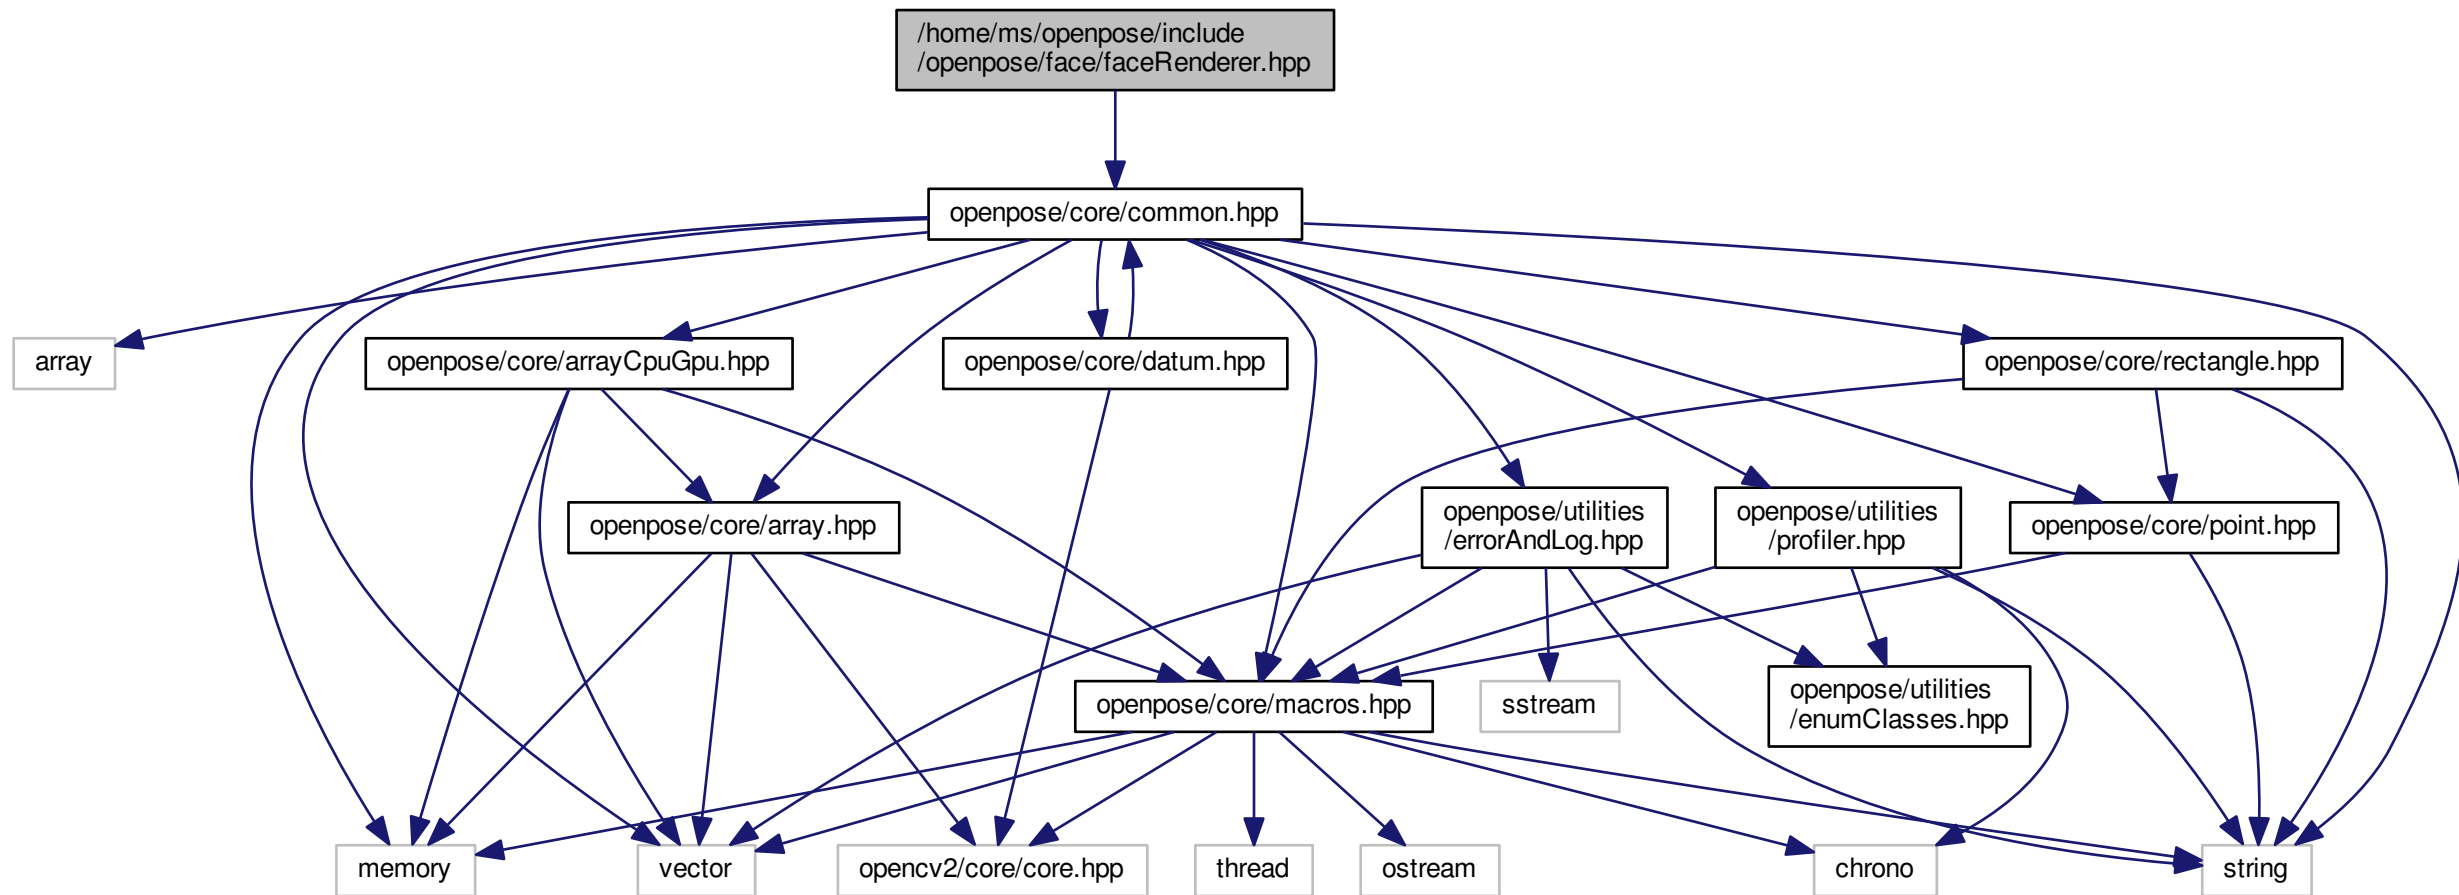 /home/ms/openpose/include
/openpose/face/faceRenderer.hpp
openpose/core/common.hpp
array
openpose/core/arrayCpuGpu.hpp
openpose/core/datum.hpp
openpose/core/rectangle.hpp
openpose/core/array.hpp
openpose/utilities
/errorAndLog.hpp
openpose/utilities
/profiler.hpp
openpose/core/point.hpp
openpose/core/macros.hpp
sstream
openpose/utilities
/enumClasses.hpp
memory
vector
opencv2/core/core.hpp
thread
ostream
chrono
string